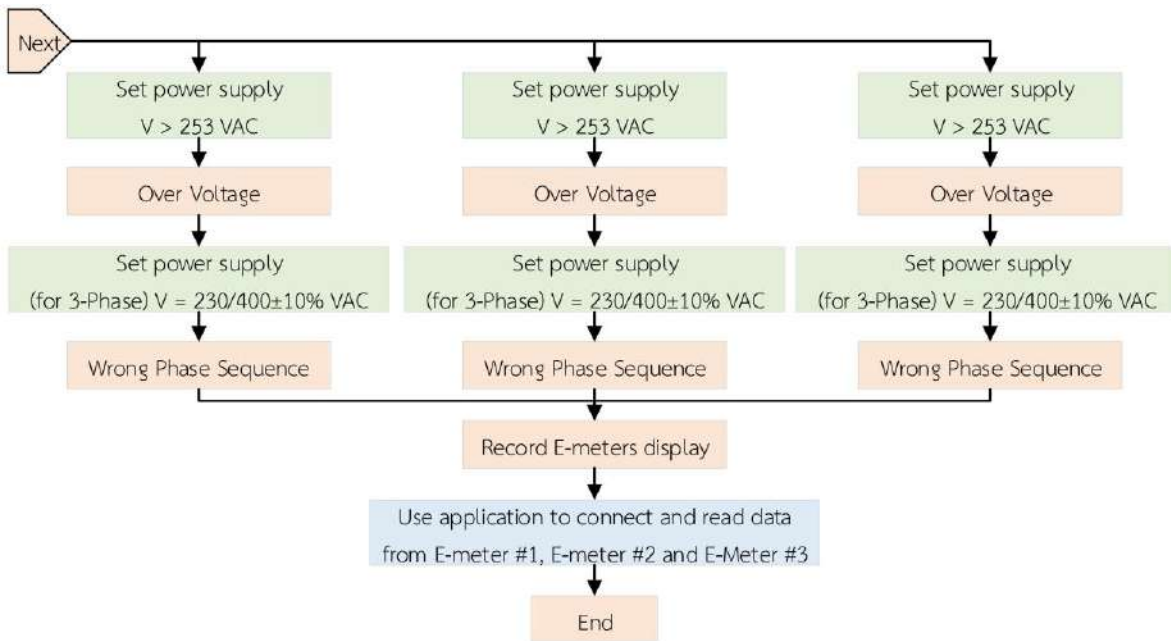 Next
Set power supply
V > 253 VAC
Set power supply
V > 253 VAC
Set power supply
V > 253 VAC
Over Voltage
Over Voltage
Over Voltage
Set power supply
(for 3-Phase) V = 230/400±10% VAC
Set power supply
(for 3-Phase) V = 230/400±10% VAC
Set power supply
(for 3-Phase) V = 230/400±10% VAC
Wrong Phase Sequence
Wrong Phase Sequence
Wrong Phase Sequence
Record E-meters display
Use application to connect and read data
from E-meter #1, E-meter #2 and E-Meter #3
End